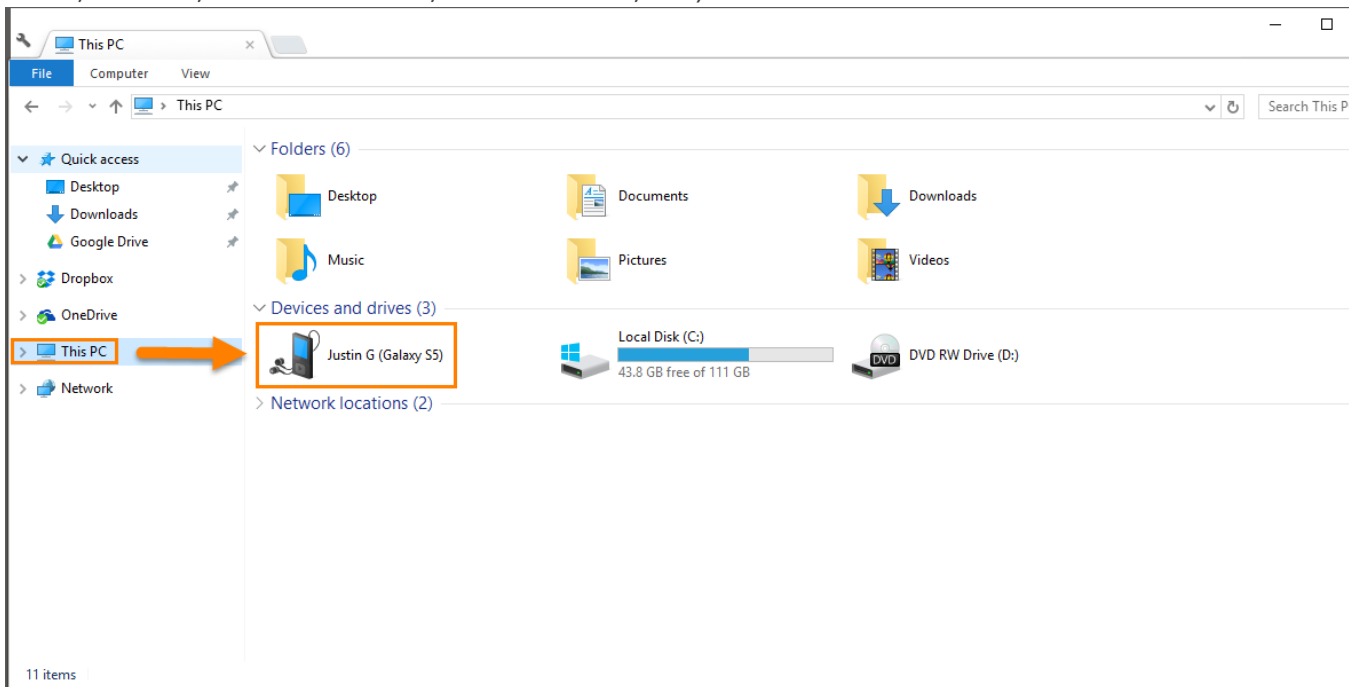 This PC
File Computer View
This PC
Search This P
Quick access
Desktop
Downloads
Google Drive
Dropbox
OneDrive
This PC
Network
Folders (6)
Desktop Documents Downloads
Music Pictures Videos
Devices and drives (3)
Justin G (Galaxy S5)
Local Disk (C:)
43.8 GB free of 111 GB
DVD
DVD RW Drive (D:)
Network locations (2)
11 items